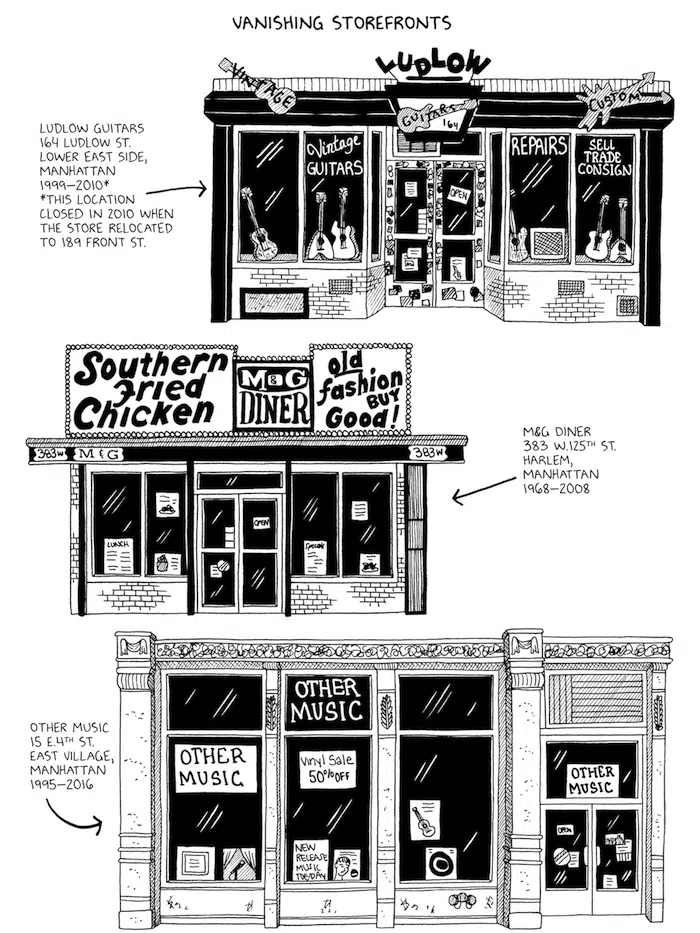 VANISHING STOREFRONTS
LUDLOW GUITARS
164 LUDLOW ST.
LOWER EAST SIDE,
MANHATTAN
1999–2010*
*THIS LOCATION
CLOSED IN 2010 WHEN
THE STORE RELOCATED
TO 189 FRONT ST.
VINTAGE
LUDLOW
GUITARS
164
CUSTOM
Vintage
GUITARS
OPEN
REPAIRS
SELL
TRADE
CONSIGN
Southern
Fried
Chicken
M&G
DINER
old
fashion
BUY
Good!
383W
M&G
383W
OPEN
LUNCH
M&G DINER
383 W.125TH ST.
HARLEM,
MANHATTAN
1968–2008
OTHER MUSIC
15 E.4TH ST.
EAST VILLAGE,
MANHATTAN
1995–2016
OTHER
MUSIC
OTHER
MUSIC
Vinyl Sale
50% OFF
NEW
RELEASE
MUSIC
TUESDAY
OTHER
MUSIC
OPEN